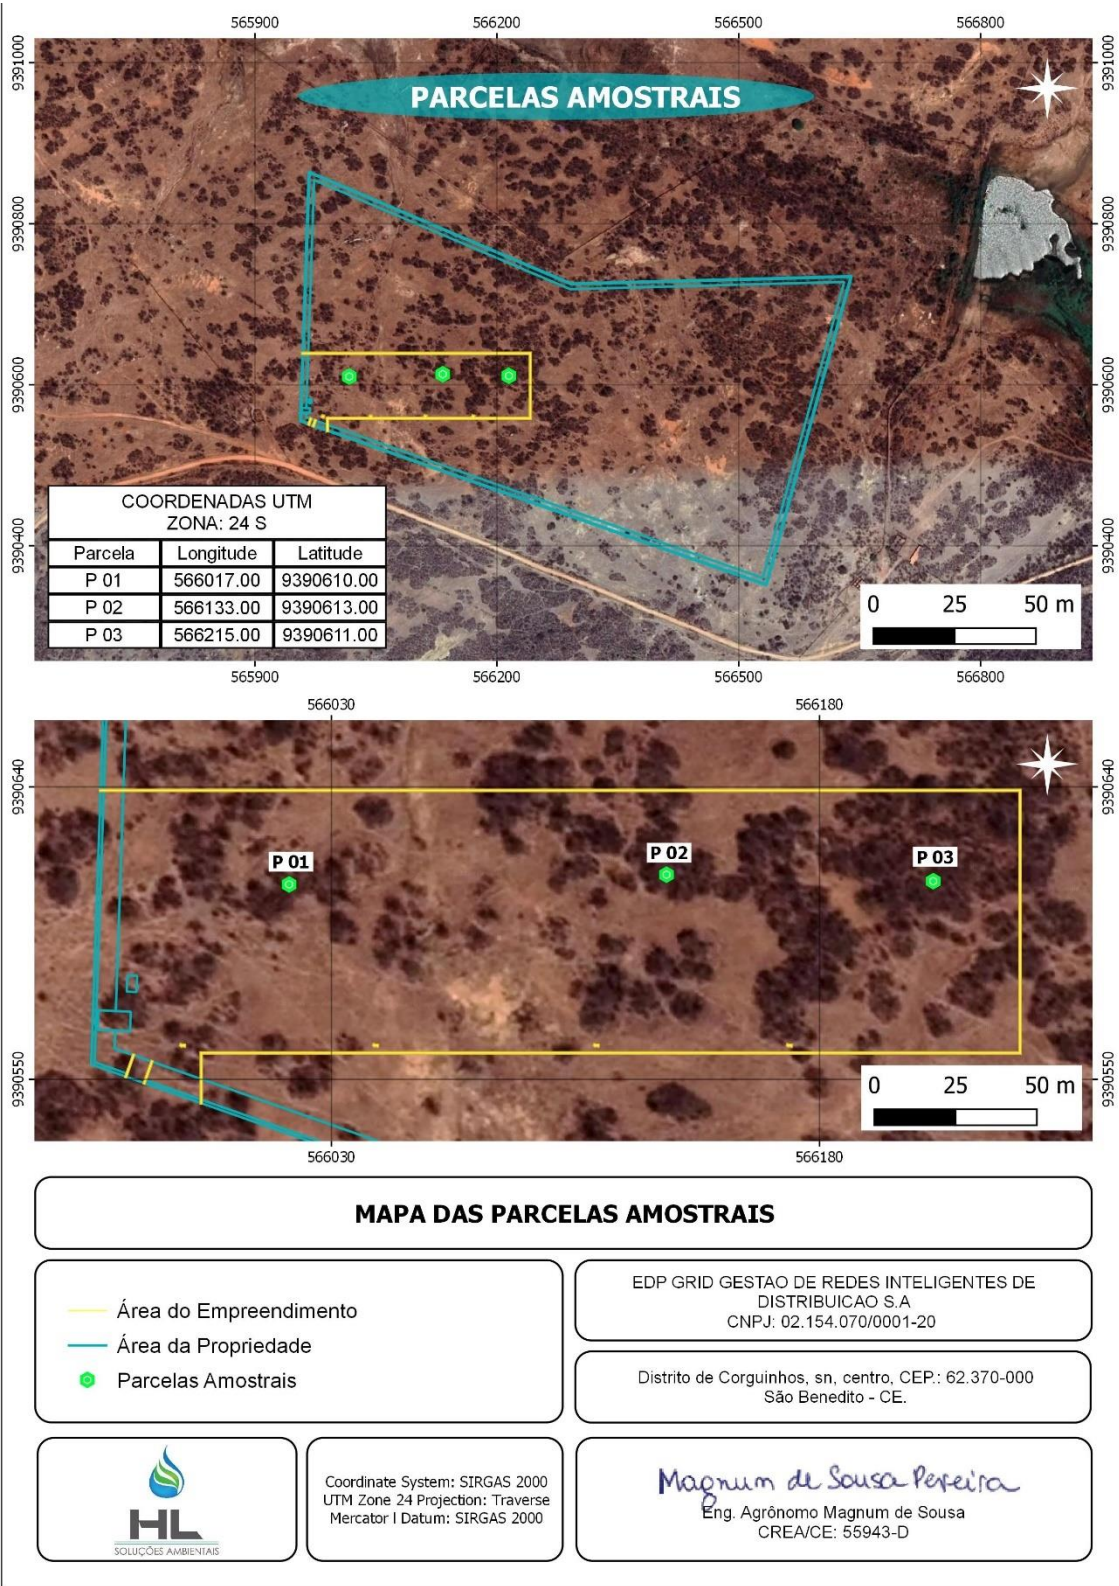 565900 566200 566500 566800
9391000 9391000
PARCELAS AMOSTRAIS
9390800 9390800
9390600 9390600
9390400 9390400
COORDENADAS UTM
ZONA: 24 S
Parcela Longitude Latitude
P 01 566017.00 9390610.00
P 02 566133.00 9390613.00
P 03 566215.00 9390611.00
0 25 50 m
565900 566200 566500 566800
566030 566180
9390640 9390640
P 01 P 02 P 03
9390550 9390550
0 25 50 m
566030 566180
MAPA DAS PARCELAS AMOSTRAIS
Área do Empreendimento
Área da Propriedade
Parcelas Amostrais
EDP GRID GESTAO DE REDES INTELIGENTES DE
DISTRIBUICAO S.A
CNPJ: 02.154.070/0001-20
Distrito de Corguinhos, sn, centro, CEP.: 62.370-000
São Benedito - CE.
HL
SOLUÇÕES AMBIENTAIS
Coordinate System: SIRGAS 2000
UTM Zone 24 Projection: Traverse
Mercator | Datum: SIRGAS 2000
Magnum de Sousa Pereira
Eng. Agrônomo Magnum de Sousa
CREA/CE: 55943-D